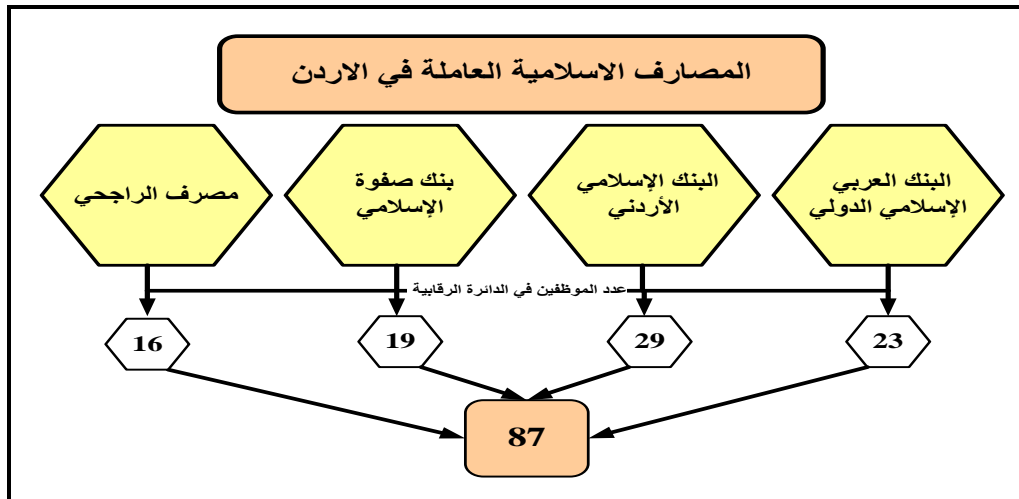 المصارف الاسلامية العاملة في الاردن
البنك العربي
الإسلامي الدولي
البنك الإسلامي
الأردني
بنك صفوة
الإسلامي
مصرف الراجحي
عدد الموظفين في الدائرة الرقابية
23
29
19
16
87